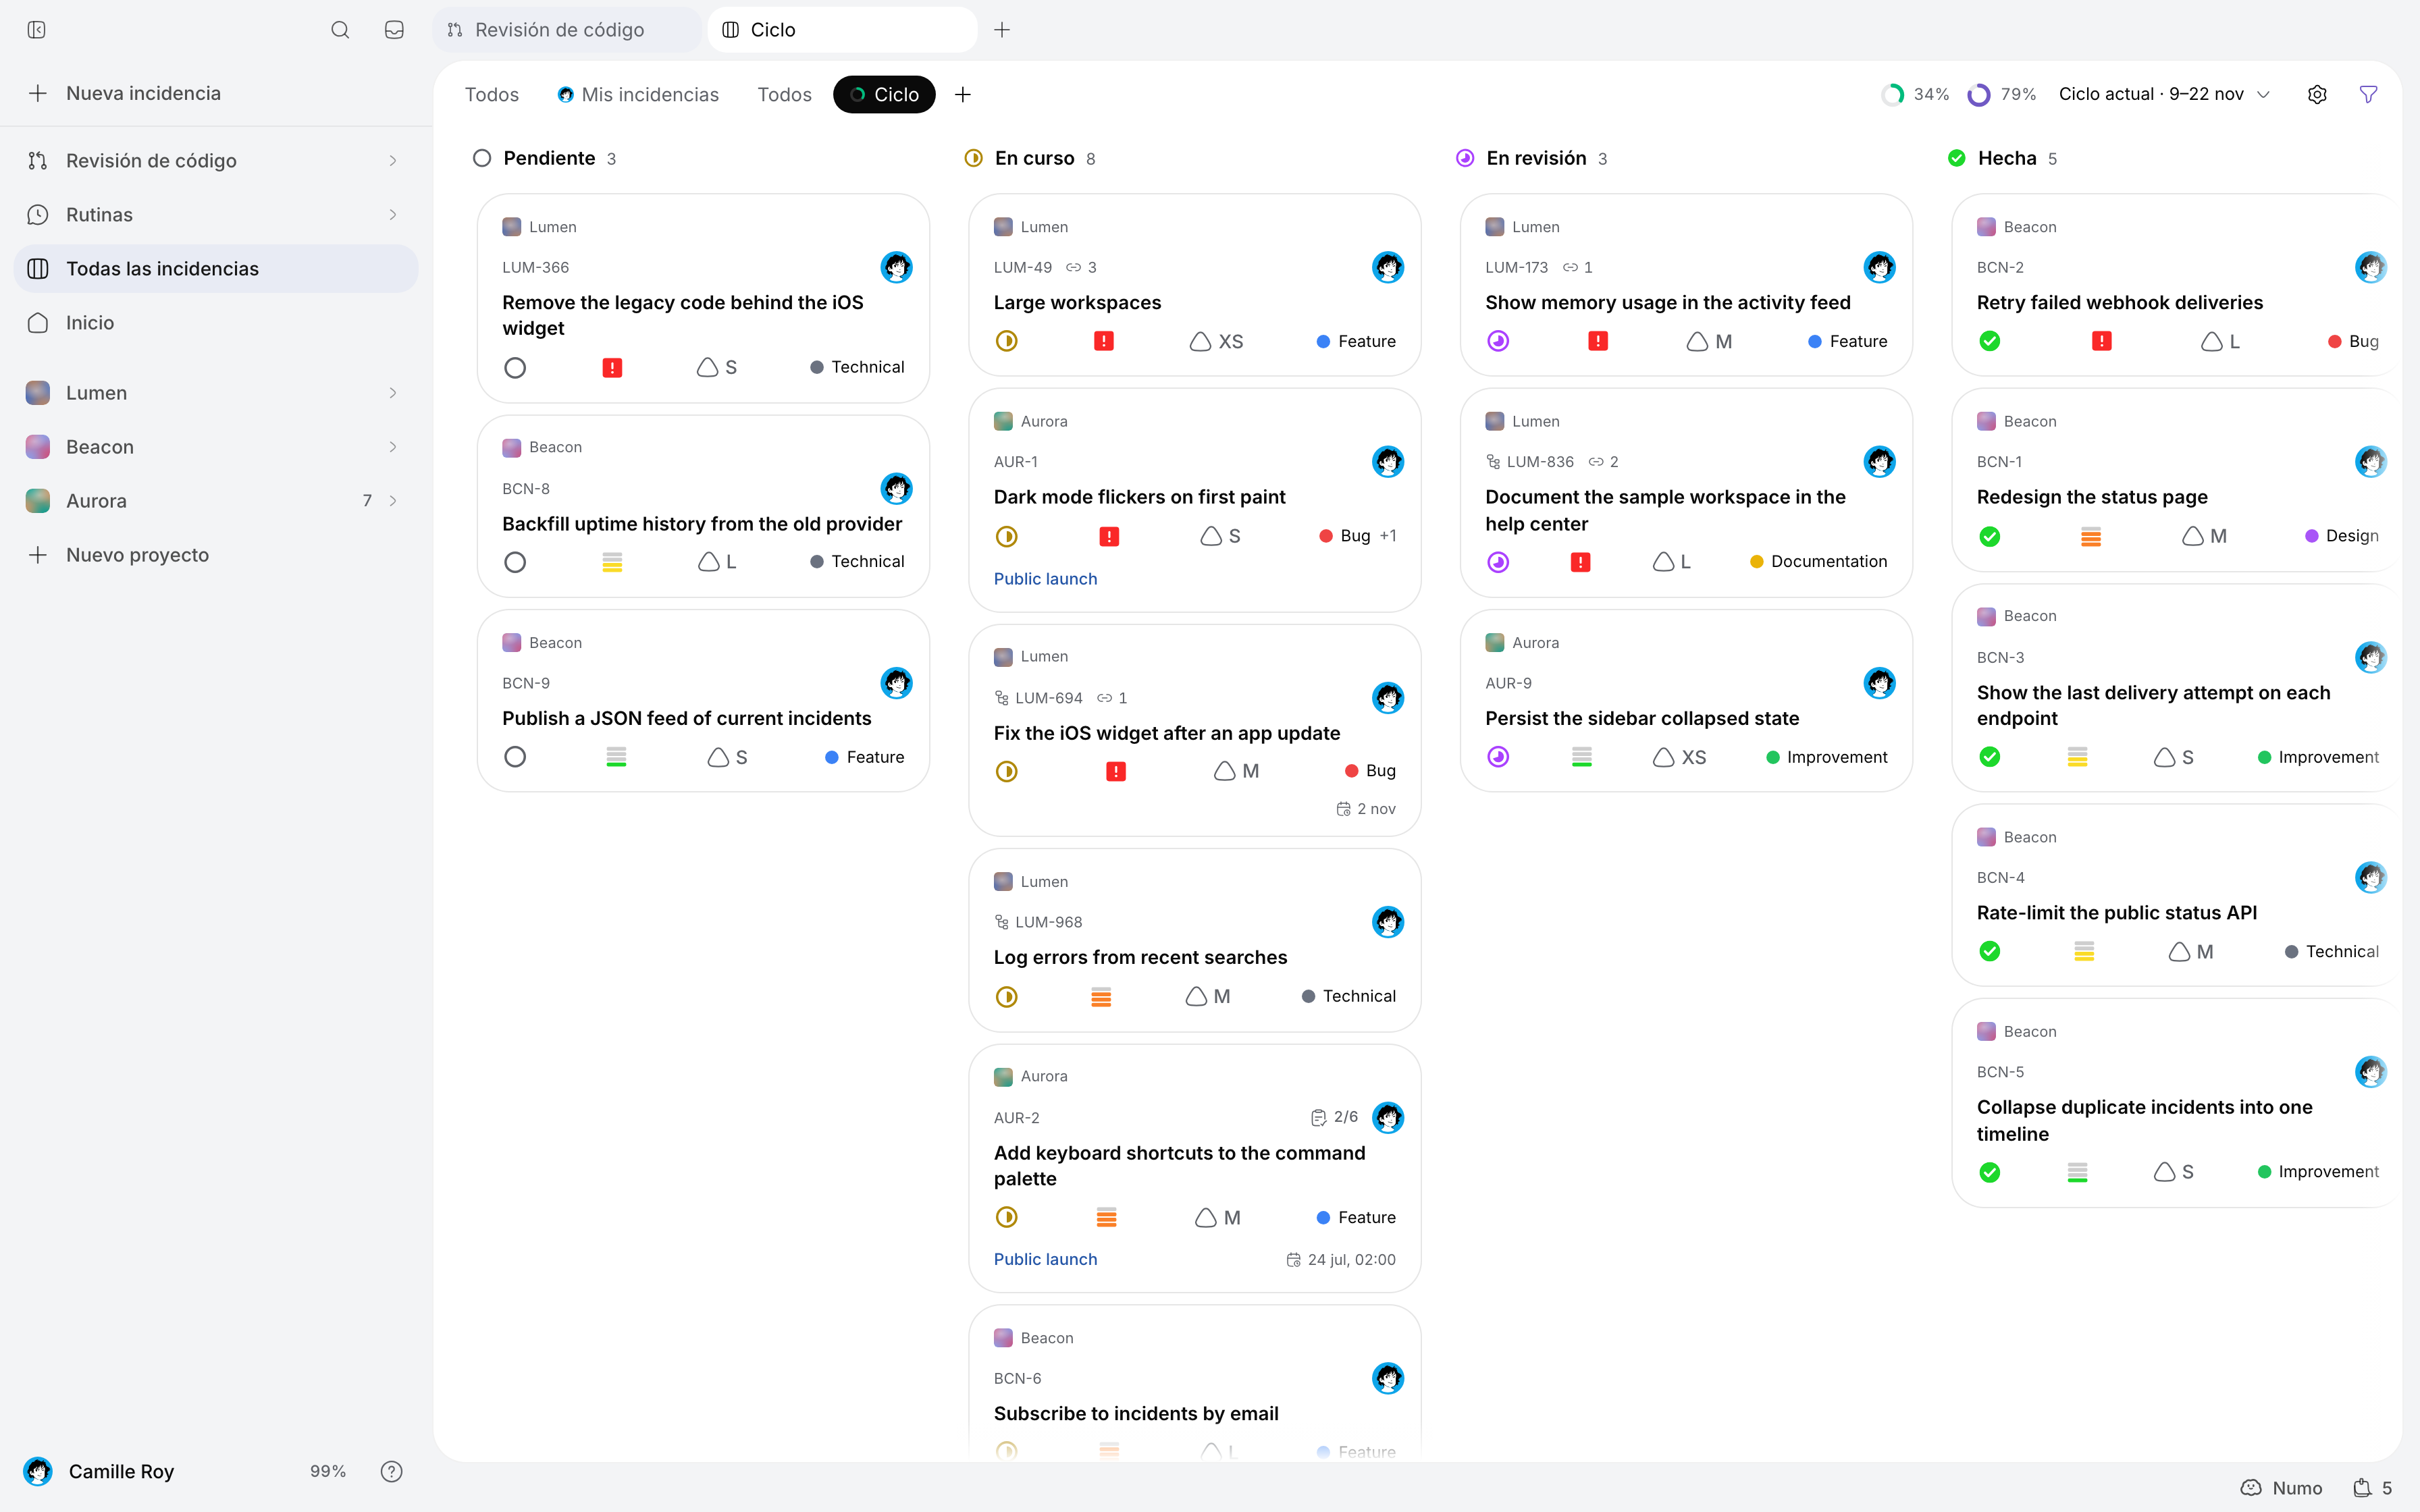 Revisión de código
Ciclo
Nueva incidencia
Revisión de código
Rutinas
Todas las incidencias
Inicio
Lumen
Beacon
Aurora 7
Nuevo proyecto
Camille Roy 99%
Todos
Mis incidencias
Todos
Ciclo
34%
79%
Ciclo actual · 9–22 nov
Pendiente 3
Lumen
LUM-366
Remove the legacy code behind the iOS
widget
S
Technical
Beacon
BCN-8
Backfill uptime history from the old provider
L
Technical
Beacon
BCN-9
Publish a JSON feed of current incidents
S
Feature
En curso 8
Lumen
LUM-49 3
Large workspaces
XS
Feature
Aurora
AUR-1
Dark mode flickers on first paint
S
Bug +1
Public launch
Lumen
LUM-694 1
Fix the iOS widget after an app update
M
Bug
2 nov
Lumen
LUM-968
Log errors from recent searches
M
Technical
Aurora
AUR-2 2/6
Add keyboard shortcuts to the command
palette
M
Feature
Public launch 24 jul, 02:00
Beacon
BCN-6
Subscribe to incidents by email
L
Feature
En revisión 3
Lumen
LUM-173 1
Show memory usage in the activity feed
M
Feature
Lumen
LUM-836 2
Document the sample workspace in the
help center
L
Documentation
Aurora
AUR-9
Persist the sidebar collapsed state
XS
Improvement
Hecha 5
Beacon
BCN-2
Retry failed webhook deliveries
L
Bug
Beacon
BCN-1
Redesign the status page
M
Design
Beacon
BCN-3
Show the last delivery attempt on each
endpoint
S
Improvement
Beacon
BCN-4
Rate-limit the public status API
M
Technical
Beacon
BCN-5
Collapse duplicate incidents into one
timeline
S
Improvement
Numo
5